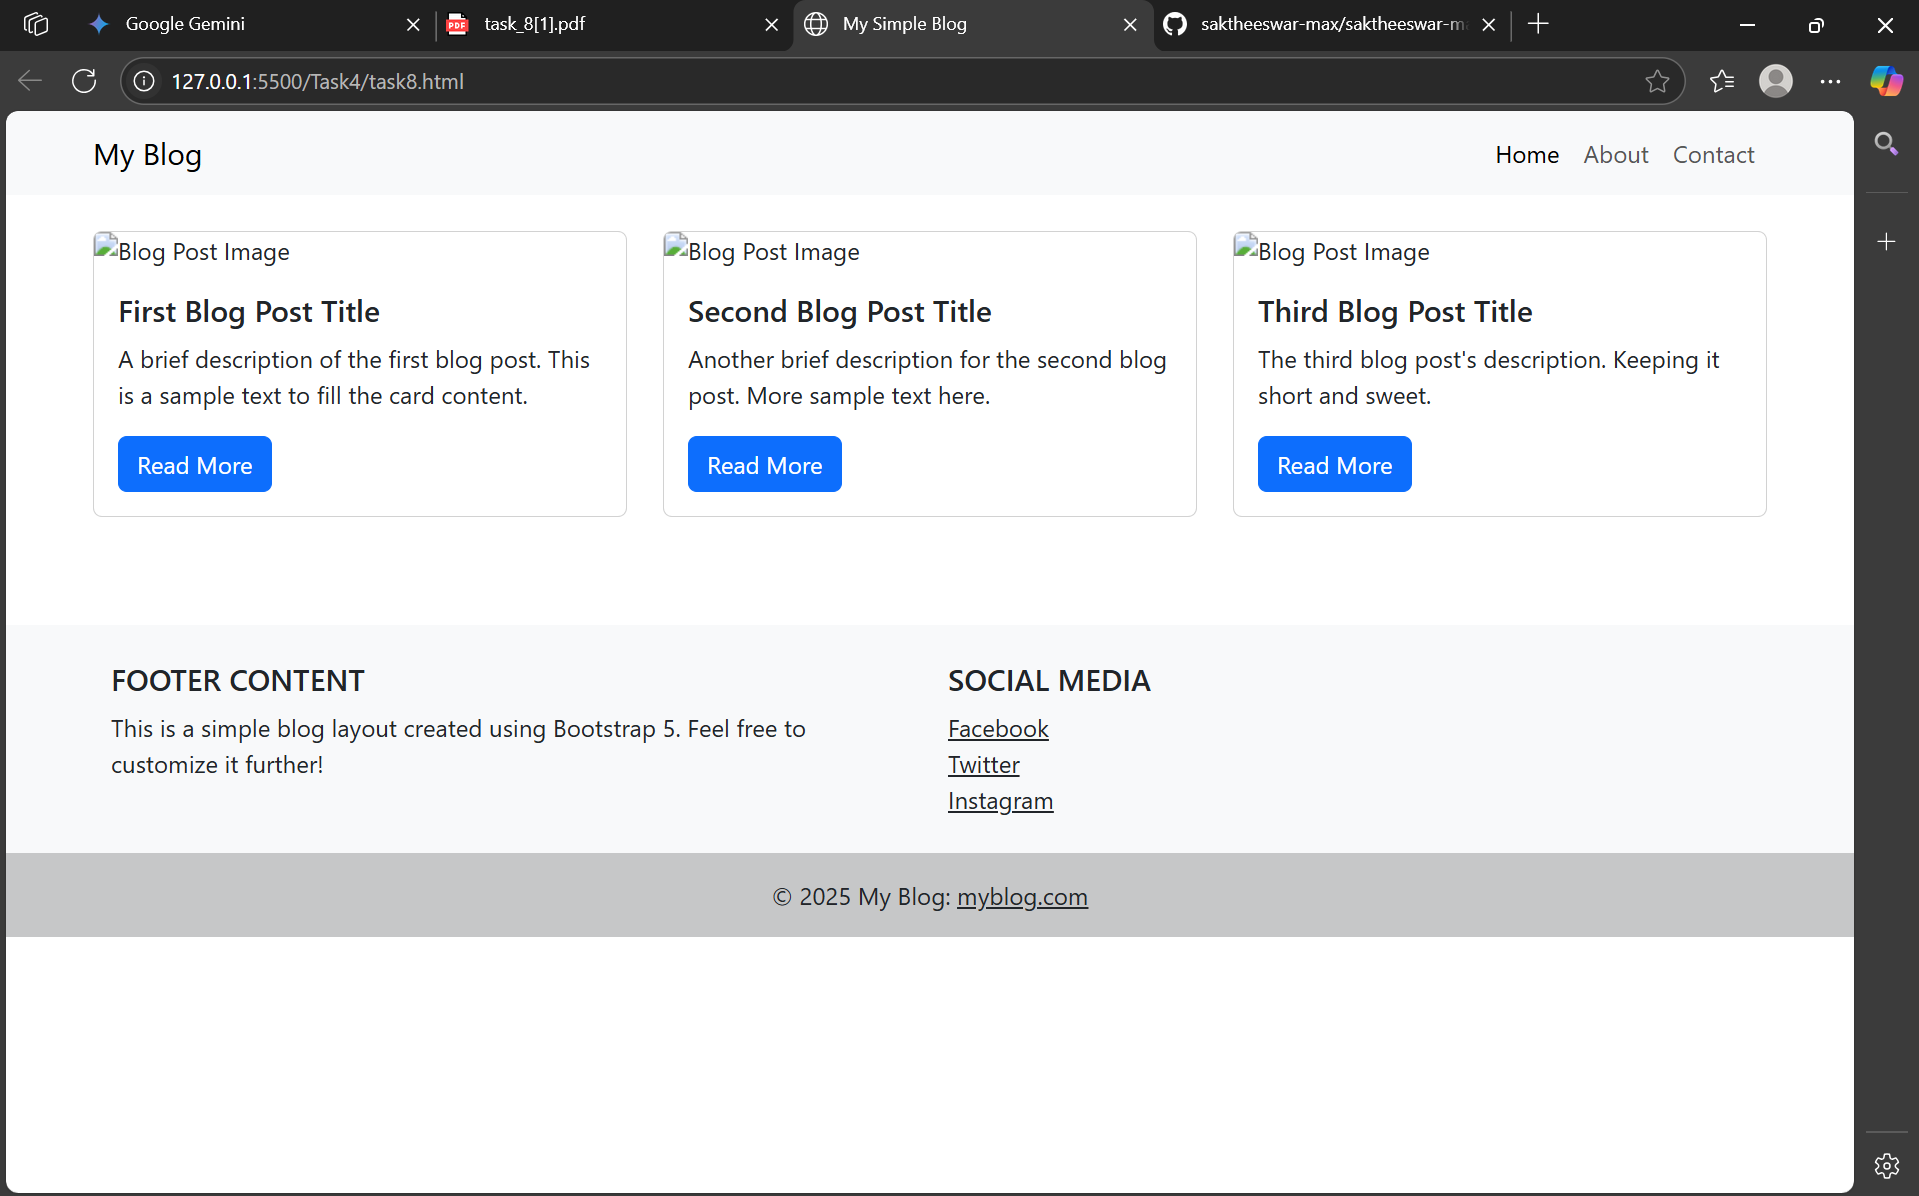 Google Gemini
task_8[1].pdf
My Simple Blog
saktheeswar-max/saktheeswar-m
127.0.0.1:5500/Task4/task8.html
My Blog
Home About Contact
Blog Post Image
First Blog Post Title
A brief description of the first blog post. This
is a sample text to fill the card content.
Read More
Blog Post Image
Second Blog Post Title
Another brief description for the second blog
post. More sample text here.
Read More
Blog Post Image
Third Blog Post Title
The third blog post's description. Keeping it
short and sweet.
Read More
FOOTER CONTENT
This is a simple blog layout created using Bootstrap 5. Feel free to
customize it further!
SOCIAL MEDIA
Facebook
Twitter
Instagram
© 2025 My Blog: myblog.com